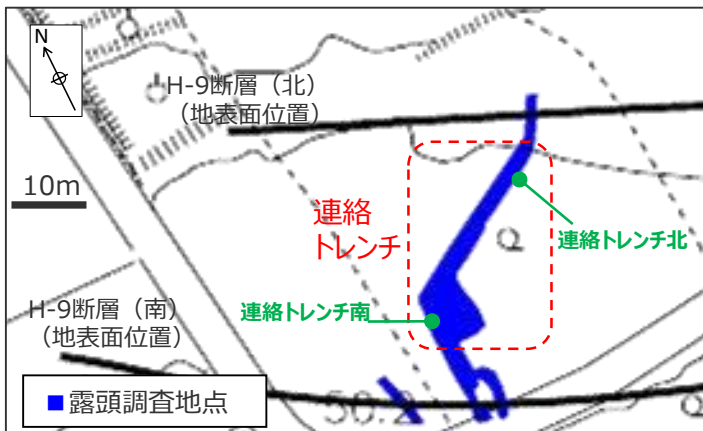 N
H-9断層（北）
（地表面位置）
10m
連絡
トレンチ
連絡トレンチ北
H-9断層（南）
（地表面位置）
連絡トレンチ南
露頭調査地点
50.2